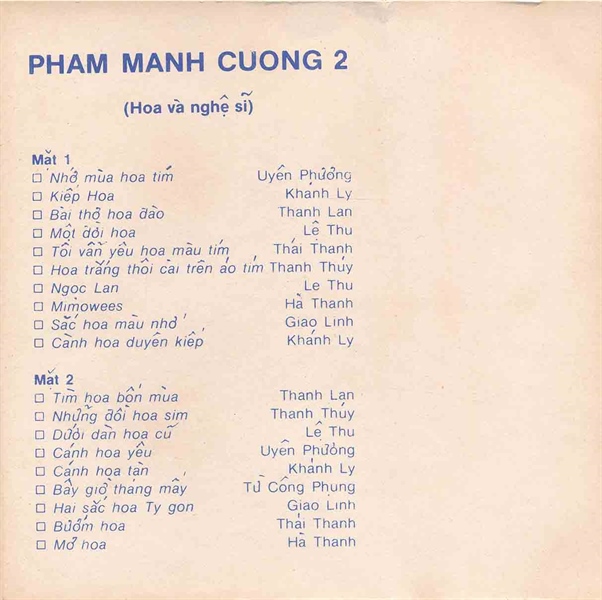 PHAM MANH CUONG 2
(Hoa và nghệ sĩ)
Mặt 1
□ Nhớ mùa hoa tím Uyên Phương
□ Kiếp Hoa Khánh Ly
□ Bài thơ hoa đào Thanh Lan
□ Một đời hoa Lệ Thu
□ Tôi vẫn yêu hoa màu tím Thái Thanh
□ Hoa trắng thôi cài trên áo tím Thanh Thúy
□ Ngọc Lan Le Thu
□ Mimowees Hà Thanh
□ Sắc hoa màu nhớ Giao Linh
□ Cành hoa duyên kiếp Khánh Ly
Mặt 2
□ Tìm hoa bốn mùa Thanh Lan
□ Những đồi hoa sim Thanh Thúy
□ Dưới dàn hoa cũ Lệ Thu
□ Cánh hoa yêu Uyên Phương
□ Cánh hoa tàn Khánh Ly
□ Bây giờ tháng mấy Từ Công Phụng
□ Hai sắc hoa Ty gon Giao Linh
□ Bướm hoa Thái Thanh
□ Mơ hoa Hà Thanh